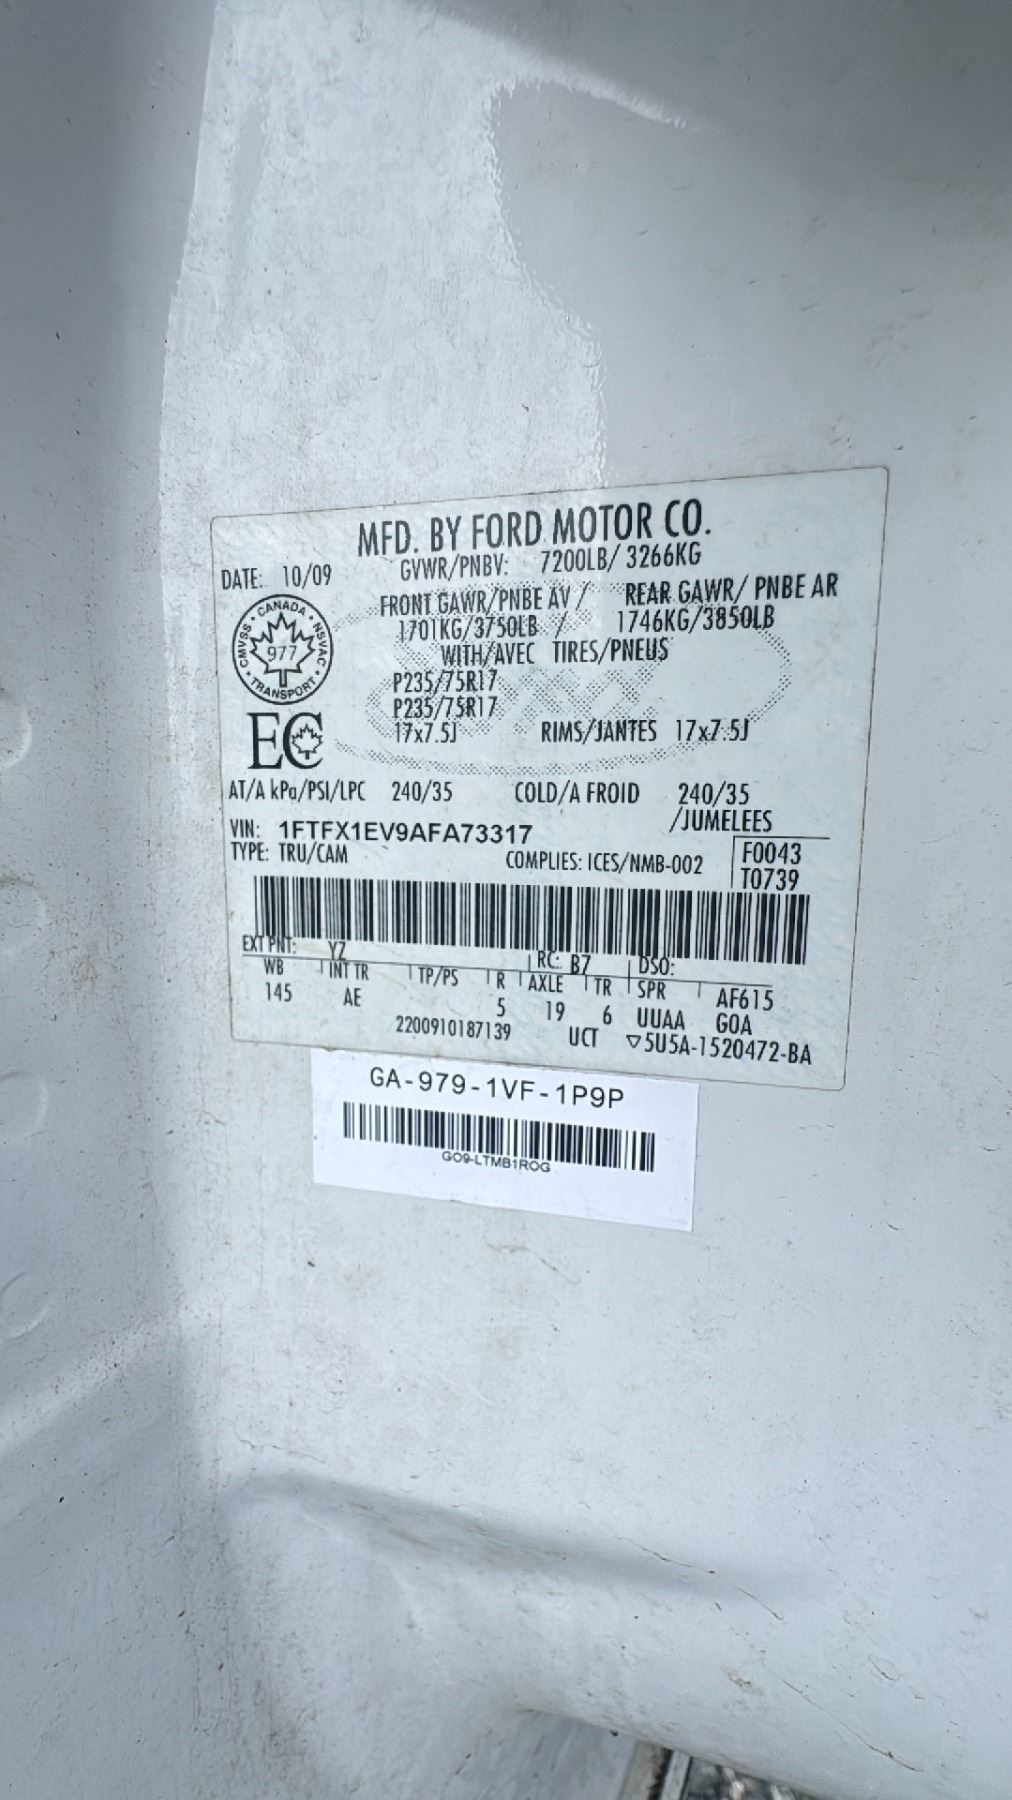 MFD. BY FORD MOTOR CO.
DATE: 10/09
GVWR/PNBV: 7200LB/ 3266KG
FRONT GAWR/PNBE AV / REAR GAWR/ PNBE AR
1701KG/3750LB / 1746KG/3850LB
WITH/AVEC TIRES/PNEUS
P235/75R17
P235/75R17
17x7.5J RIMS/JANTES 17x7.5J
CANADA
CMVSS NSVAC
977
TRANSPORT
EC
AT/A kPa/PSI/LPC 240/35 COLD/A FROID 240/35
/JUMELEES
VIN: 1FTFX1EV9AFA73317
TYPE: TRU/CAM COMPLIES: ICES/NMB-002
F0043
T0739
EXT PNT: YZ RC: B7 DSO:
WB INT TR TP/PS R AXLE TR SPR AF615
145 AE 5 19 6 UUAA GOA
2200910187139 UCT ▽5U5A-1520472-BA
GA-979-1VF-1P9P
GO9-LTMB1ROG